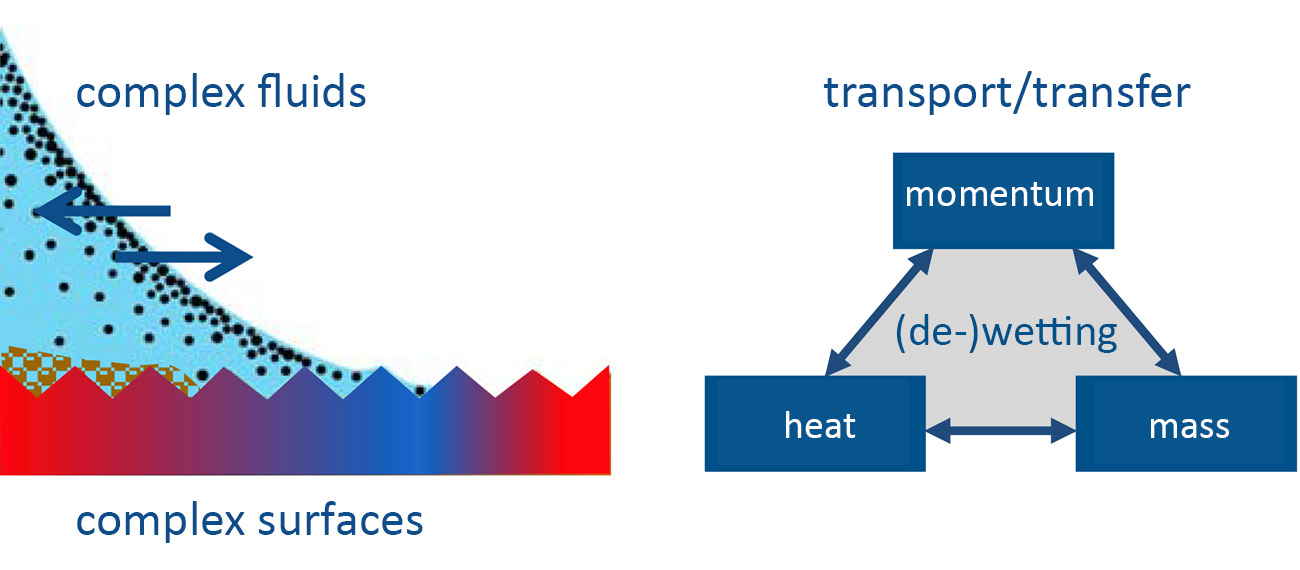 complex fluids
complex surfaces
transport/transfer
momentum
(de-)wetting
heat
mass